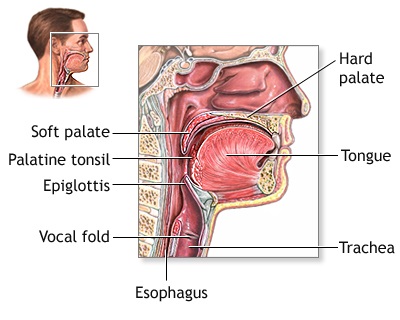 Hard
palate
Soft palate
Palatine tonsil
Tongue
Epiglottis
Vocal fold
Trachea
Esophagus